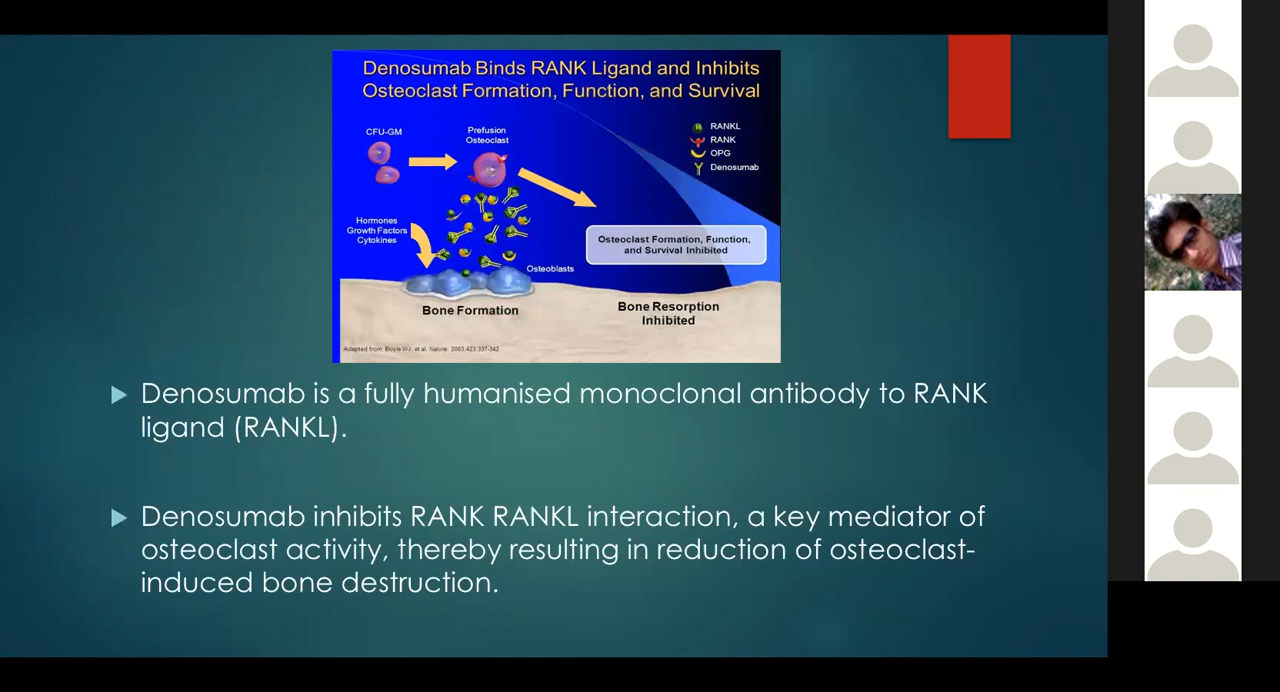 Denosumab Binds RANK Ligand and Inhibits
Osteoclast Formation, Function, and Survival
CFU-GM
Prefusion
Osteoclast
RANKL
RANK
OPG
Denosumab
Hormones
Growth Factors
Cytokines
Osteoclast Formation, Function,
and Survival Inhibited
Osteoblasts
Bone Formation
Bone Resorption
Inhibited
Adapted from: Boyle WJ, et al. Nature. 2003;423:337-342
Denosumab is a fully humanised monoclonal antibody to RANK
ligand (RANKL).
Denosumab inhibits RANK RANKL interaction, a key mediator of
osteoclast activity, thereby resulting in reduction of osteoclast-
induced bone destruction.